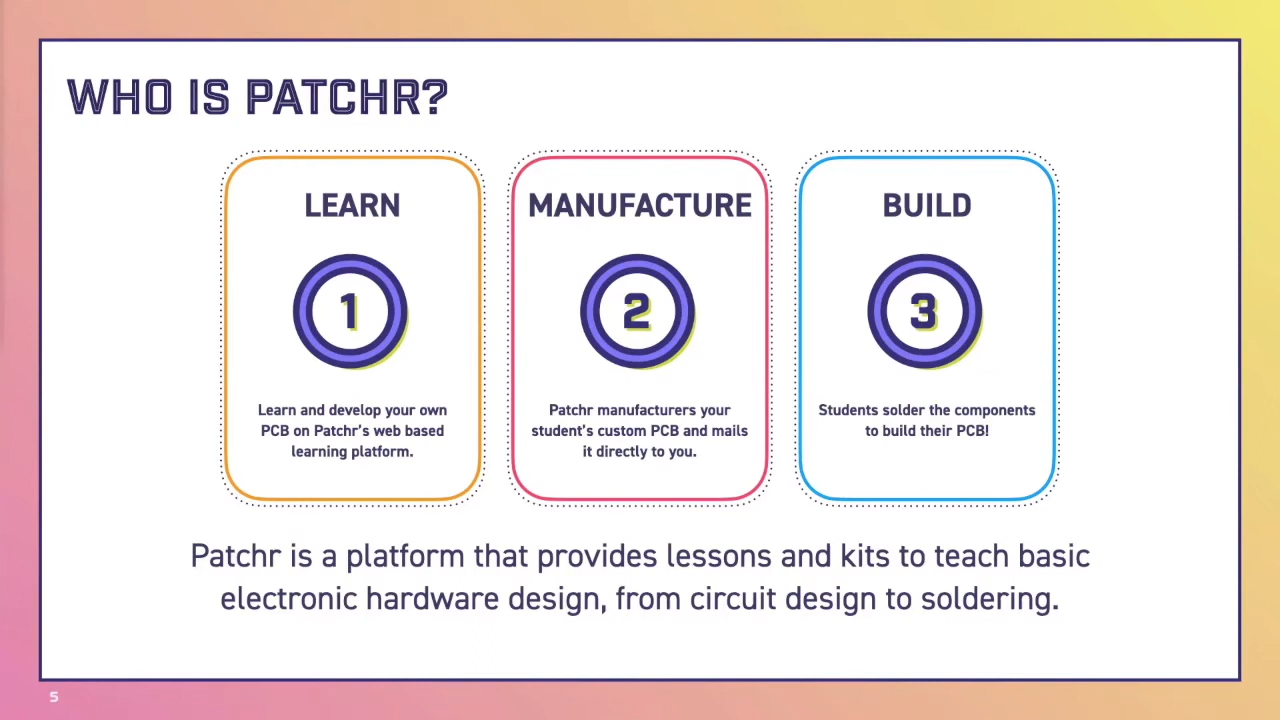 WHO IS PATCHR?
LEARN
1
Learn and develop your own
PCB on Patchr's web based
learning platform.
MANUFACTURE
2
Patchr manufacturers your
student's custom PCB and mails
it directly to you.
BUILD
3
Students solder the components
to build their PCB!
Patchr is a platform that provides lessons and kits to teach basic
electronic hardware design, from circuit design to soldering.
5